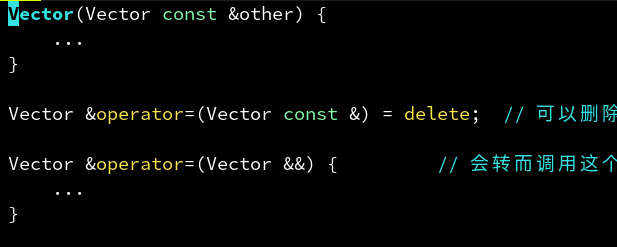 Vector(Vector const &other) {
    ...
}
Vector &operator=(Vector const &) = delete;  // 可以删除
Vector &operator=(Vector &&) {         // 会转而调用这个
    ...
}